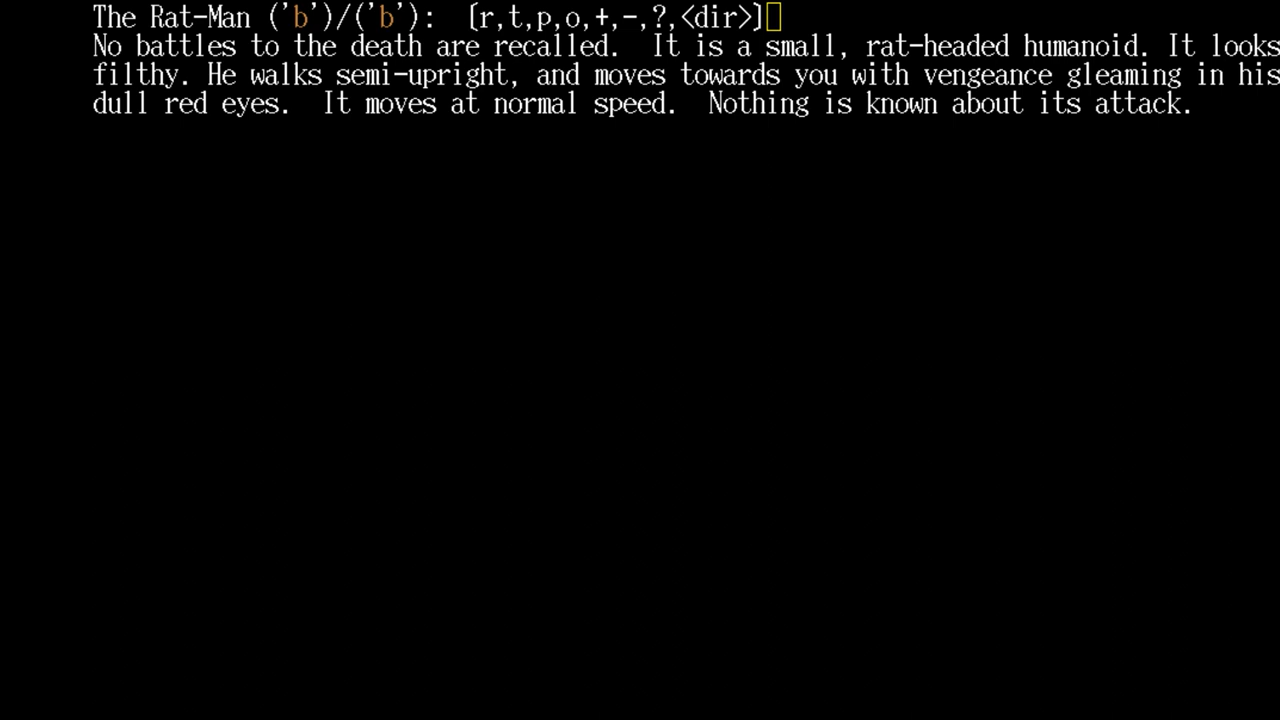 The Rat-Man ('b')/('b'):  [r,t,p,o,+,-,?,<dir>]
No battles to the death are recalled.  It is a small, rat-headed humanoid. It looks
filthy. He walks semi-upright, and moves towards you with vengeance gleaming in his
dull red eyes.  It moves at normal speed.  Nothing is known about its attack.